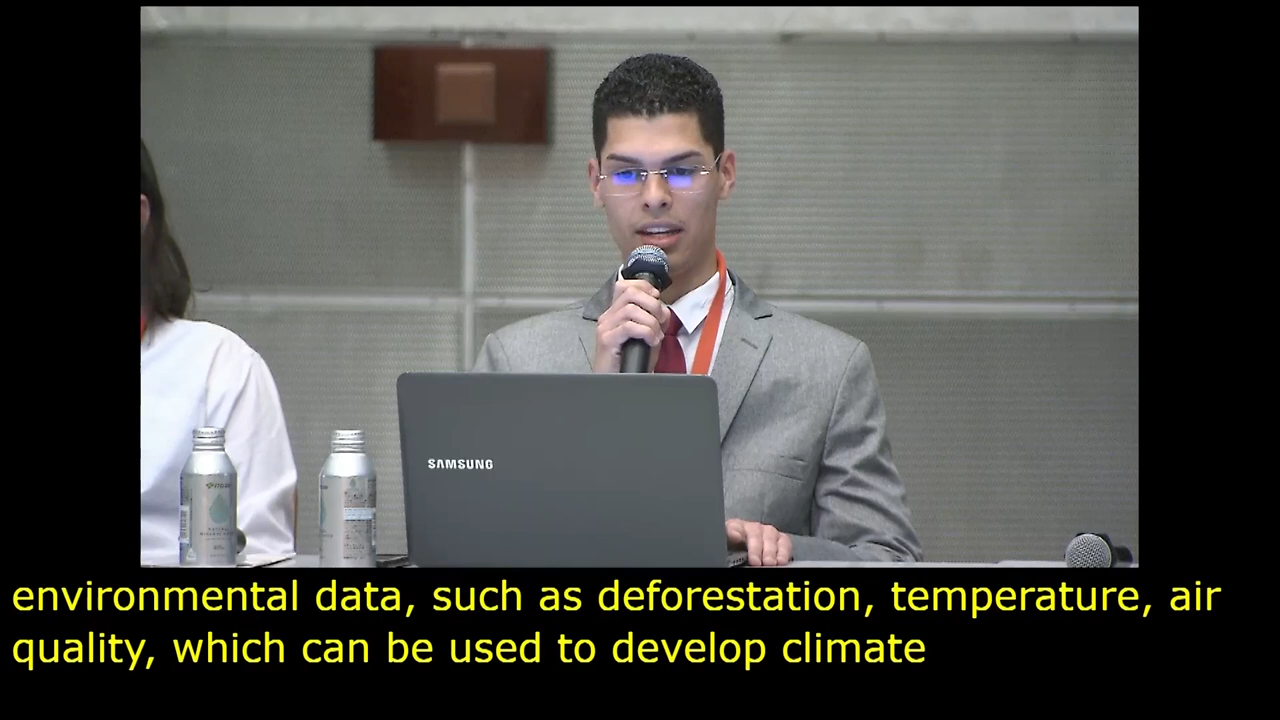 SAMSUNG
environmental data, such as deforestation, temperature, air
quality, which can be used to develop climate